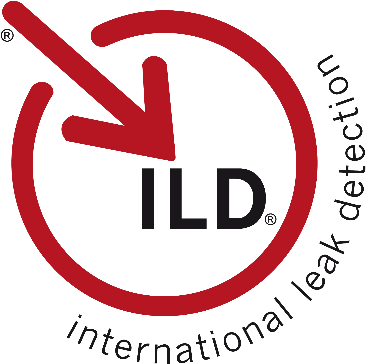 ®
ILD®
international leak detection